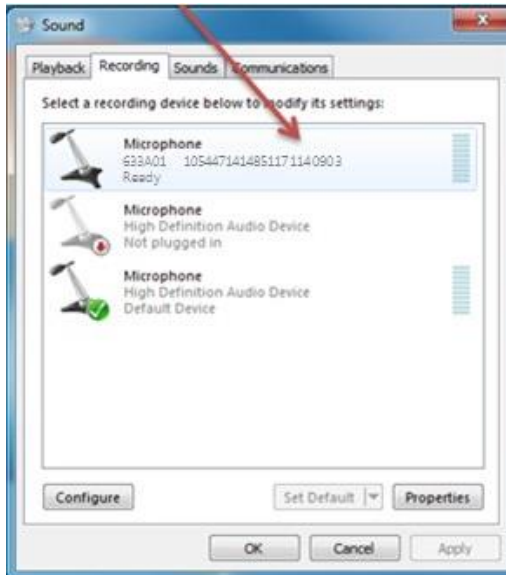 Sound
Playback Recording Sounds Communications
Select a recording device below to modify its settings:
Microphone
633A01 1054471414851171140903
Ready
Microphone
High Definition Audio Device
Not plugged in
Microphone
High Definition Audio Device
Default Device
Configure Set Default Properties
OK Cancel Apply